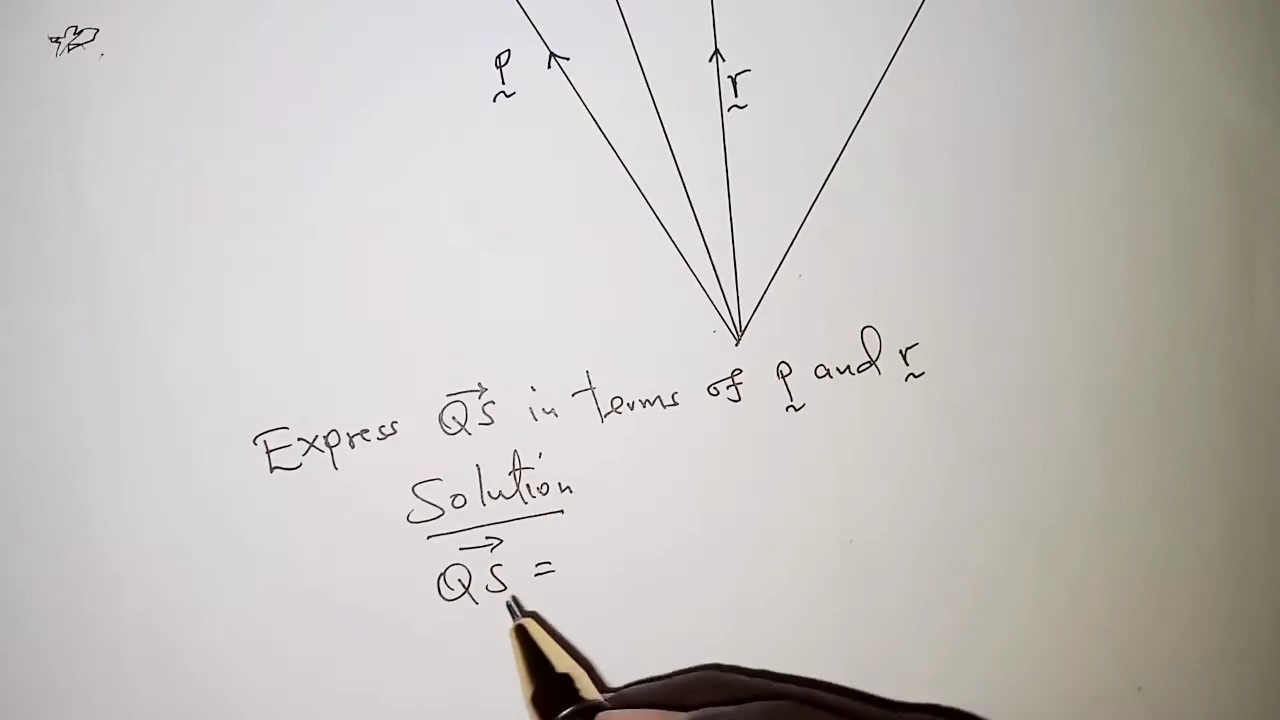 p
r
Express QS in terms of p and r
Solution
QS =